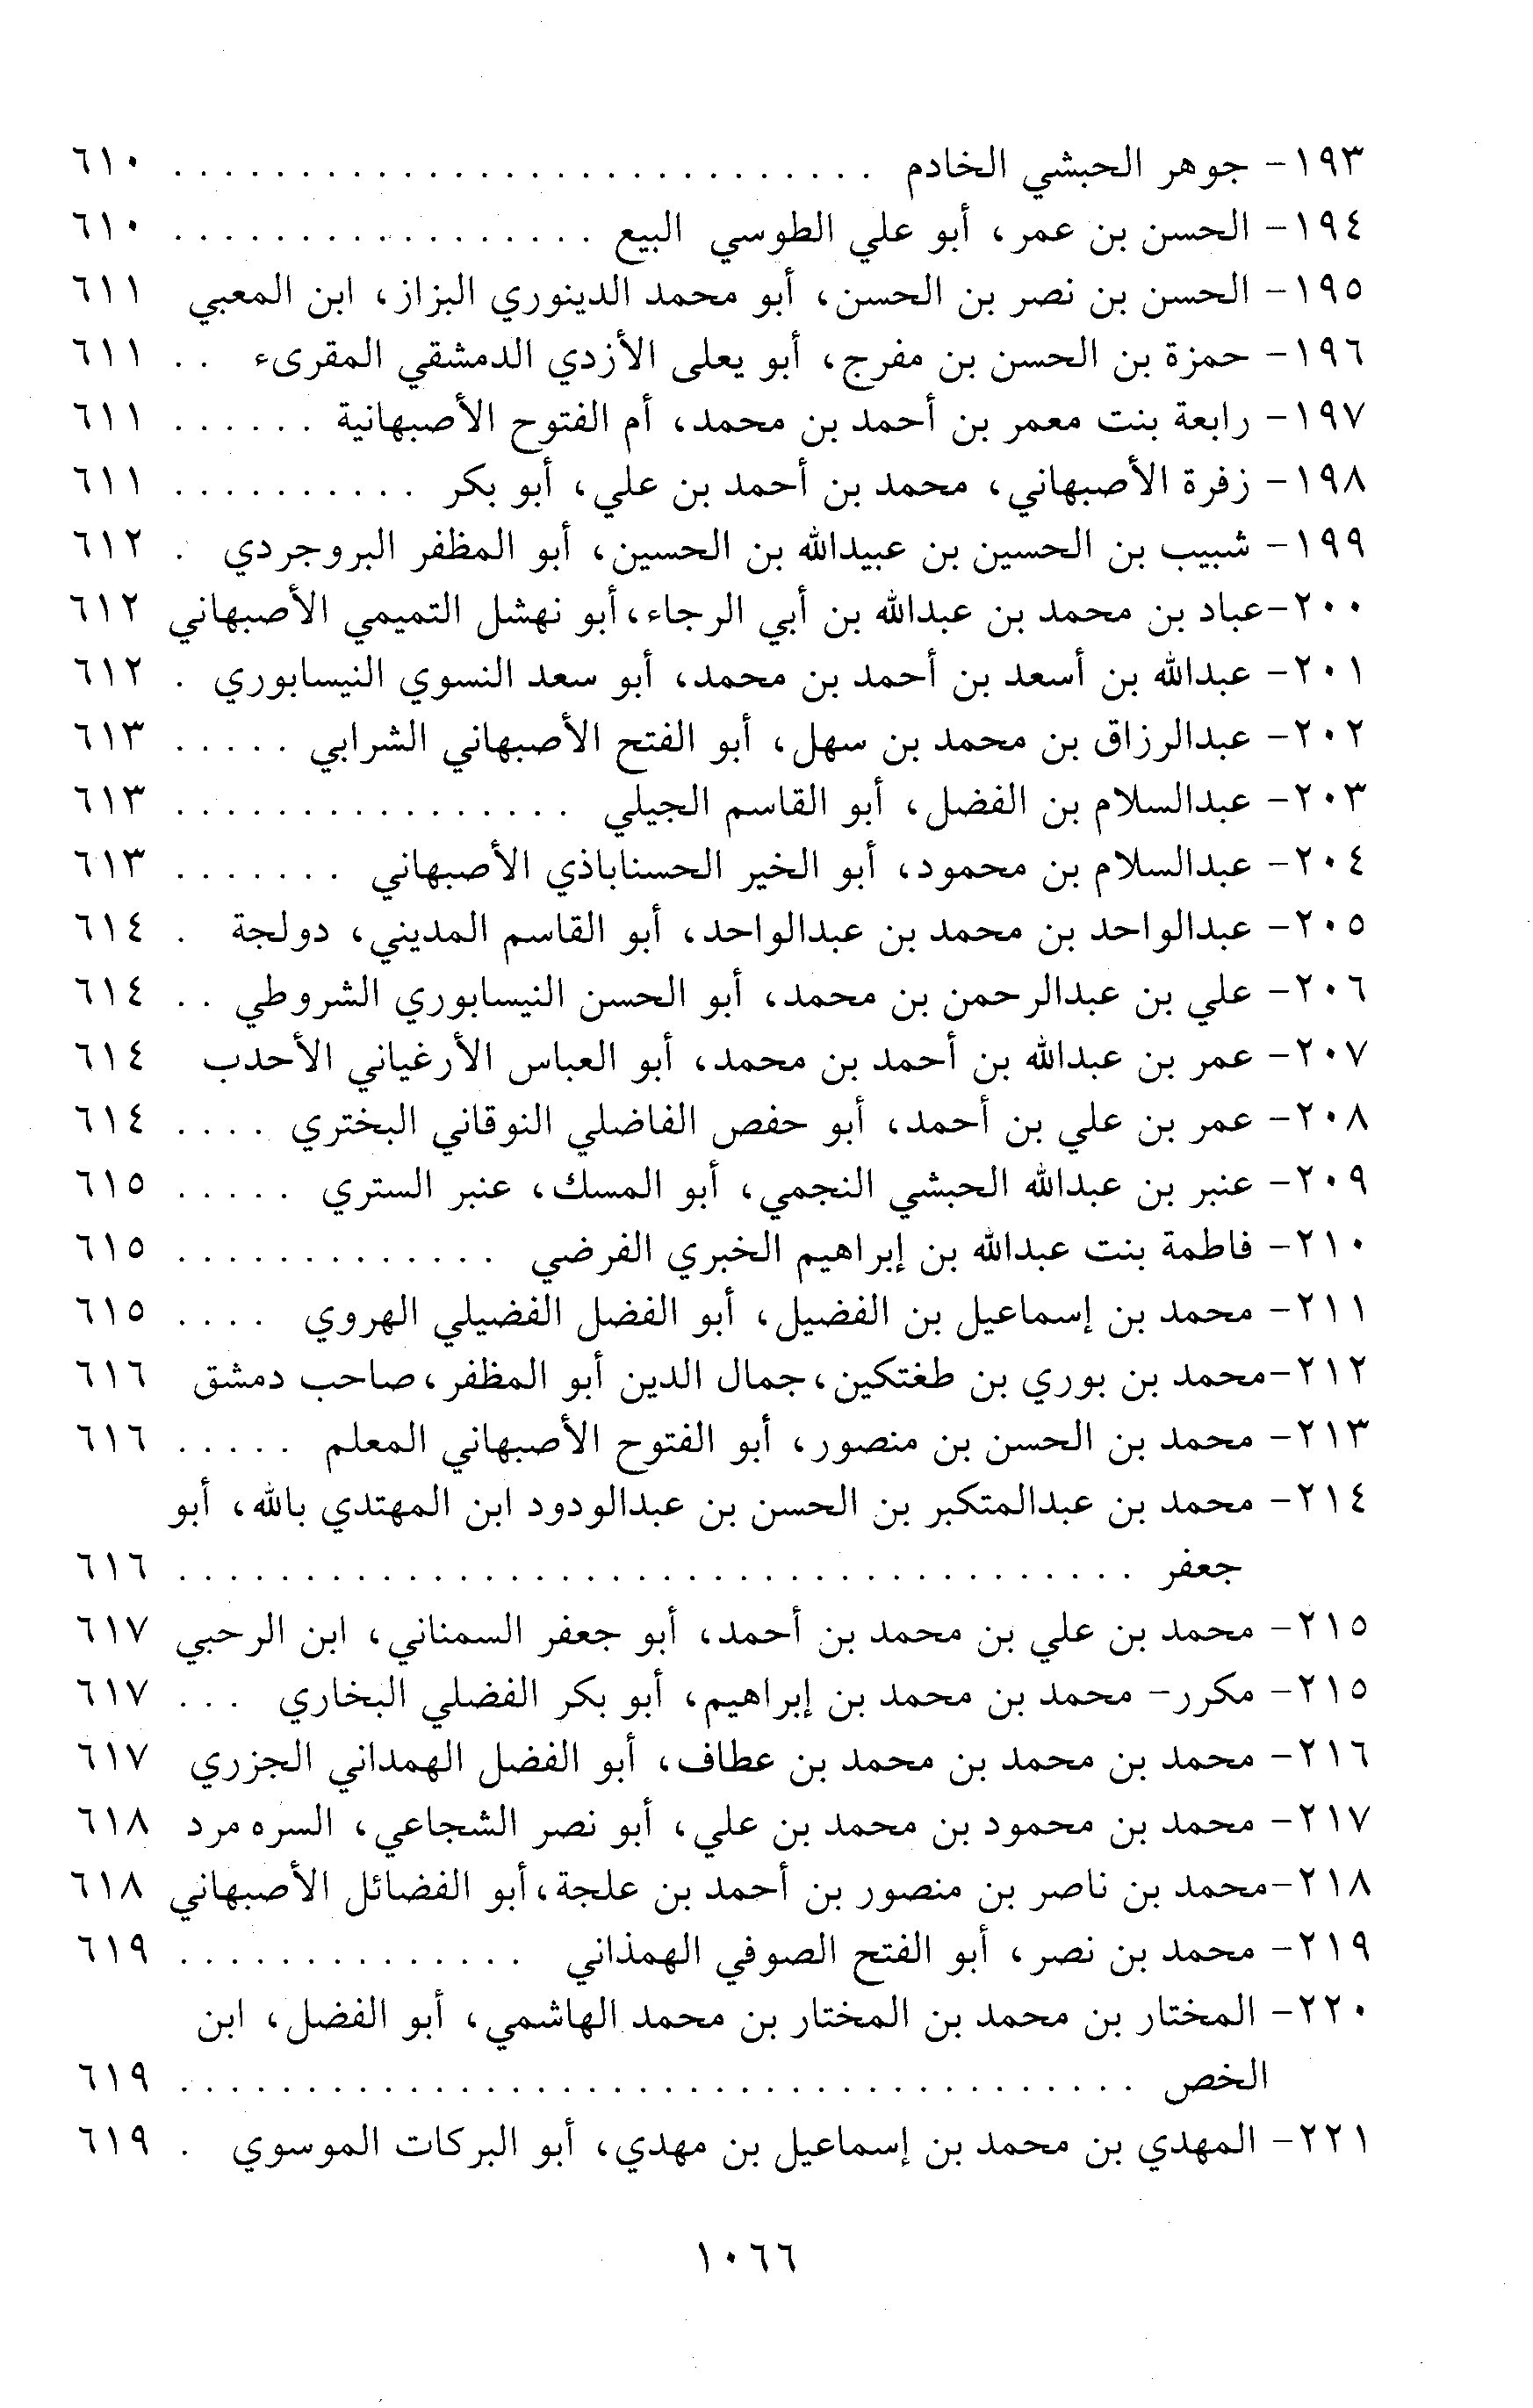 ١٩٣- جوهر الحبشي الخادم . . . . . . . . . . . . . . . . . . . . . . . . . . . . ٦١٠
١٩٤- الحسن بن عمر، أبو علي الطوسي البيع . . . . . . . . . . . . . . . . . ٦١٠
١٩٥- الحسن بن نصر بن الحسن، أبو محمد الدينوري البزاز، ابن المعبي ٦١١
١٩٦- حمزة بن الحسن بن مفرج، أبو يعلى الأزدي الدمشقي المقرىء . . ٦١١
١٩٧- رابعة بنت معمر بن أحمد بن محمد، أم الفتوح الأصبهانية . . . . . . ٦١١
١٩٨- زفرة الأصبهاني، محمد بن أحمد بن علي، أبو بكر . . . . . . . . . . ٦١١
١٩٩- شبيب بن الحسين بن عبيدالله بن الحسين، أبو المظفر البروجردي . ٦١٢
٢٠٠-عباد بن محمد بن عبدالله بن أبي الرجاء،أبو نهشل التميمي الأصبهاني ٦١٢
٢٠١- عبدالله بن أسعد بن أحمد بن محمد، أبو سعد النسوي النيسابوري . ٦١٢
٢٠٢- عبدالرزاق بن محمد بن سهل، أبو الفتح الأصبهاني الشرابي . . . . . ٦١٣
٢٠٣- عبدالسلام بن الفضل، أبو القاسم الجيلي . . . . . . . . . . . . . . . . ٦١٣
٢٠٤- عبدالسلام بن محمود، أبو الخير الحسناباذي الأصبهاني . . . . . . . ٦١٣
٢٠٥- عبدالواحد بن محمد بن عبدالواحد، أبو القاسم المديني، دولجة . ٦١٤
٢٠٦- علي بن عبدالرحمن بن محمد، أبو الحسن النيسابوري الشروطي . . ٦١٤
٢٠٧- عمر بن عبدالله بن أحمد بن محمد، أبو العباس الأرغياني الأحدب ٦١٤
٢٠٨- عمر بن علي بن أحمد، أبو حفص الفاضلي النوقاني البختري . . . . ٦١٤
٢٠٩- عنبر بن عبدالله الحبشي النجمي، أبو المسك، عنبر الستري . . . . . ٦١٥
٢١٠- فاطمة بنت عبدالله بن إبراهيم الخبري الفرضي . . . . . . . . . . . . . ٦١٥
٢١١- محمد بن إسماعيل بن الفضيل، أبو الفضل الفضيلي الهروي . . . . ٦١٥
٢١٢-محمد بن بوري بن طغتكين،جمال الدين أبو المظفر،صاحب دمشق ٦١٦
٢١٣- محمد بن الحسن بن منصور، أبو الفتوح الأصبهاني المعلم . . . . . ٦١٦
٢١٤- محمد بن عبدالمتكبر بن الحسن بن عبدالودود ابن المهتدي بالله، أبو
جعفر . . . . . . . . . . . . . . . . . . . . . . . . . . . . . . . . . . . . . . ٦١٦
٢١٥- محمد بن علي بن محمد بن أحمد، أبو جعفر السمناني، ابن الرحبي ٦١٧
٢١٥- مكرر- محمد بن محمد بن إبراهيم، أبو بكر الفضلي البخاري . . . ٦١٧
٢١٦- محمد بن محمد بن محمد بن عطاف، أبو الفضل الهمداني الجزري ٦١٧
٢١٧- محمد بن محمود بن محمد بن علي، أبو نصر الشجاعي، السره مرد ٦١٨
٢١٨-محمد بن ناصر بن منصور بن أحمد بن علجة،أبو الفضائل الأصبهاني ٦١٨
٢١٩- محمد بن نصر، أبو الفتح الصوفي الهمذاني . . . . . . . . . . . . . . ٦١٩
٢٢٠- المختار بن محمد بن المختار بن محمد الهاشمي، أبو الفضل، ابن
الخص . . . . . . . . . . . . . . . . . . . . . . . . . . . . . . . . . . . . . . ٦١٩
٢٢١- المهدي بن محمد بن إسماعيل بن مهدي، أبو البركات الموسوي . ٦١٩
١٠٦٦